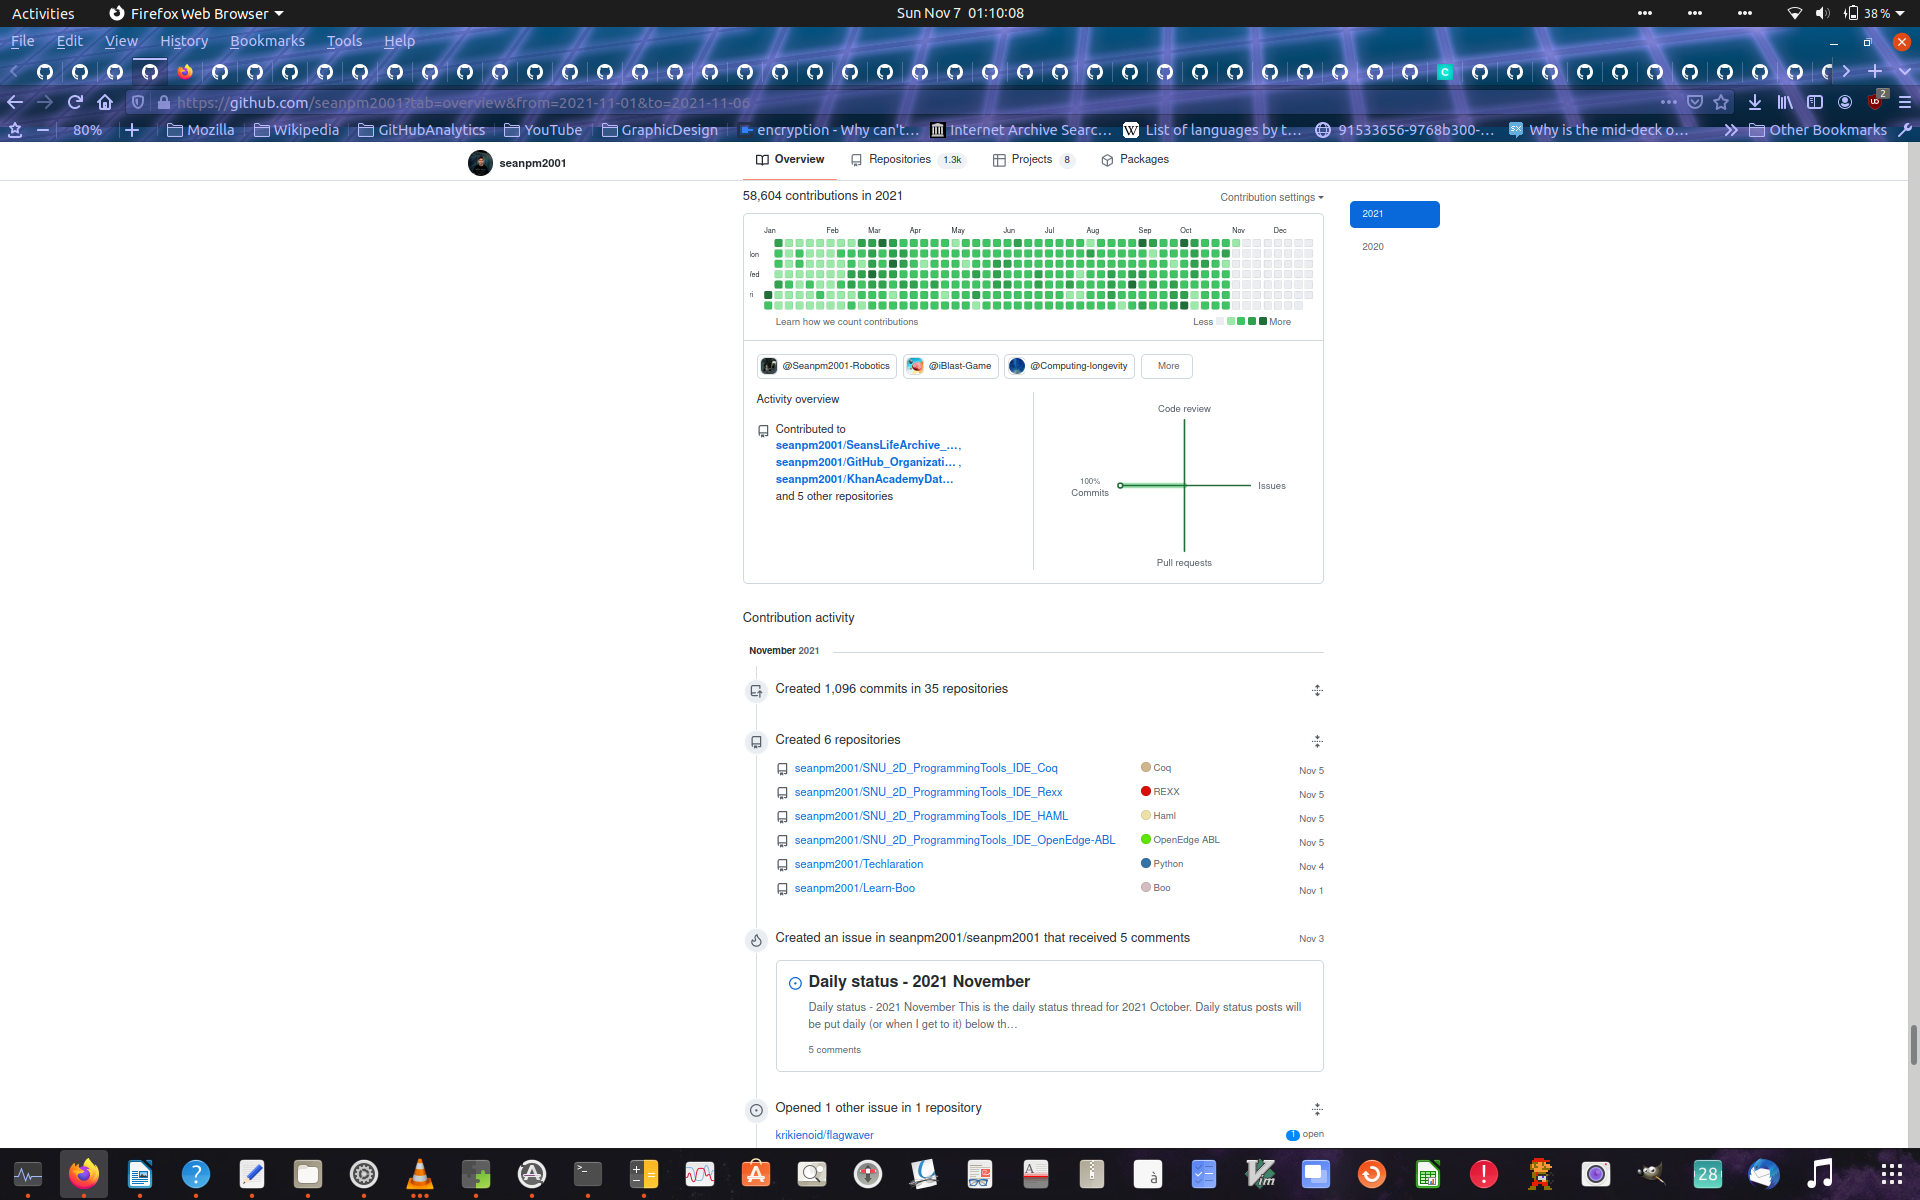 Activities Firefox Web Browser Sun Nov 7 01:10:08 38 %
File Edit View History Bookmarks Tools Help
https://github.com/seanpm2001?tab=overview&from=2021-11-01&to=2021-11-06 2
80% Mozilla Wikipedia GitHubAnalytics YouTube GraphicDesign encryption - Why can't… Internet Archive Searc… List of languages by t… 91533656-9768b300-… Why is the mid-deck o… Other Bookmarks
seanpm2001 Overview Repositories 1.3k Projects 8 Packages
58,604 contributions in 2021 Contribution settings 2021
2020
Jan Feb Mar Apr May Jun Jul Aug Sep Oct Nov Dec
Learn how we count contributions Less More
@Seanpm2001-Robotics @iBlast-Game @Computing-longevity More
Activity overview
Contributed to
seanpm2001/SeansLifeArchive_…,
seanpm2001/GitHub_Organizati… ,
seanpm2001/KhanAcademyDat…
and 5 other repositories
Code review
100%
Commits
Issues
Pull requests
Contribution activity
November 2021
Created 1,096 commits in 35 repositories
Created 6 repositories
seanpm2001/SNU_2D_ProgrammingTools_IDE_Coq Coq Nov 5
seanpm2001/SNU_2D_ProgrammingTools_IDE_Rexx REXX Nov 5
seanpm2001/SNU_2D_ProgrammingTools_IDE_HAML Haml Nov 5
seanpm2001/SNU_2D_ProgrammingTools_IDE_OpenEdge-ABL OpenEdge ABL Nov 5
seanpm2001/Techlaration Python Nov 4
seanpm2001/Learn-Boo Boo Nov 1
Created an issue in seanpm2001/seanpm2001 that received 5 comments Nov 3
Daily status - 2021 November
Daily status - 2021 November This is the daily status thread for 2021 October. Daily status posts will
be put daily (or when I get to it) below th…
5 comments
Opened 1 other issue in 1 repository
krikienoid/flagwaver 1 open
28